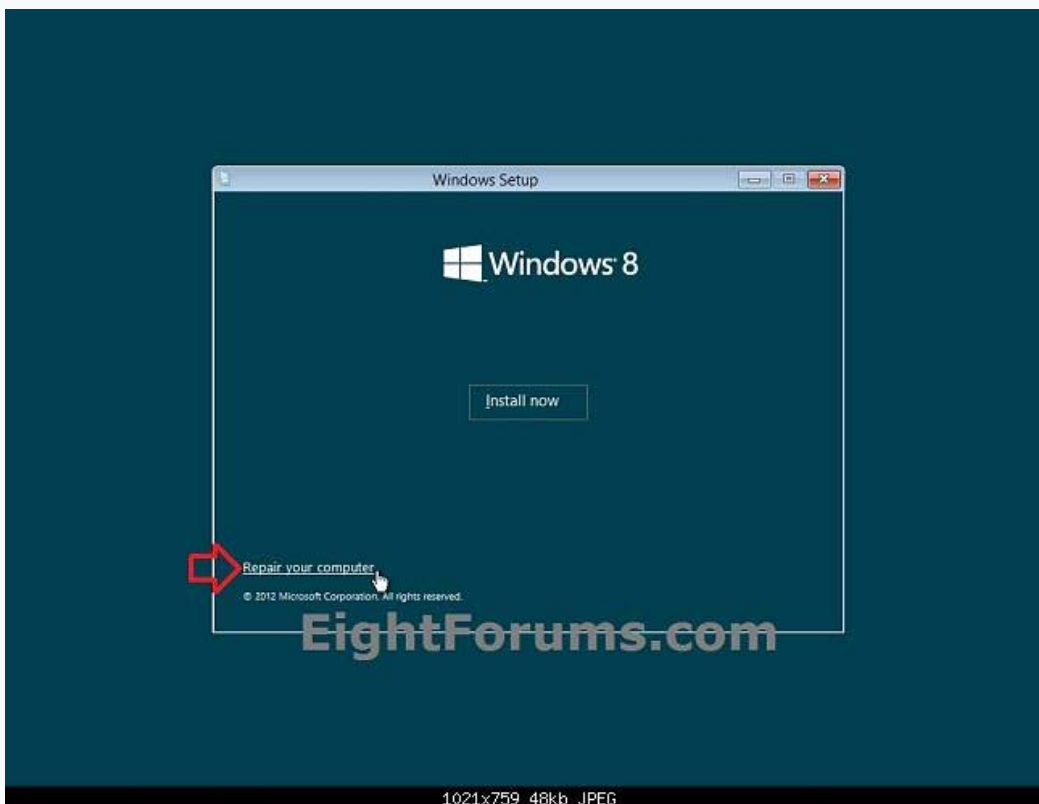 Windows Setup
Windows 8
Install now
Repair your computer
© 2012 Microsoft Corporation. All rights reserved.
EightForums.com
1021x759 48kb JPEG